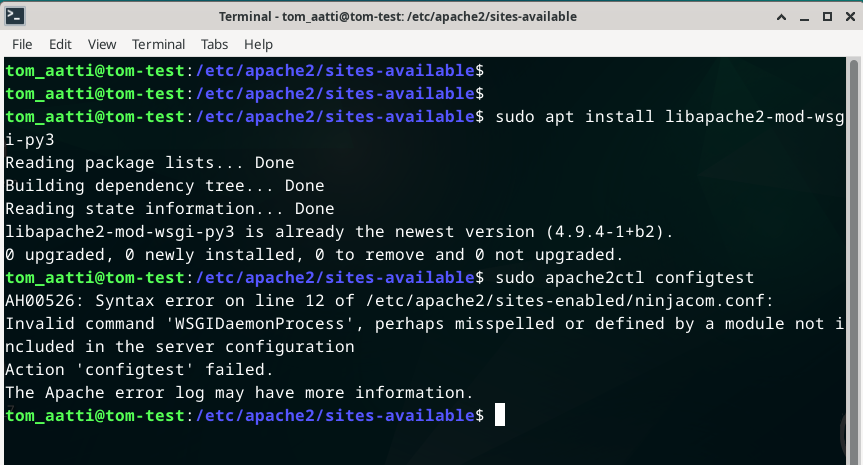 Terminal - tom_aatti@tom-test: /etc/apache2/sites-available
File Edit View Terminal Tabs Help
tom_aatti@tom-test:/etc/apache2/sites-available$
tom_aatti@tom-test:/etc/apache2/sites-available$
tom_aatti@tom-test:/etc/apache2/sites-available$ sudo apt install libapache2-mod-wsg
i-py3
Reading package lists... Done
Building dependency tree... Done
Reading state information... Done
libapache2-mod-wsgi-py3 is already the newest version (4.9.4-1+b2).
0 upgraded, 0 newly installed, 0 to remove and 0 not upgraded.
tom_aatti@tom-test:/etc/apache2/sites-available$ sudo apache2ctl configtest
AH00526: Syntax error on line 12 of /etc/apache2/sites-enabled/ninjacom.conf:
Invalid command 'WSGIDaemonProcess', perhaps misspelled or defined by a module not i
ncluded in the server configuration
Action 'configtest' failed.
The Apache error log may have more information.
tom_aatti@tom-test:/etc/apache2/sites-available$